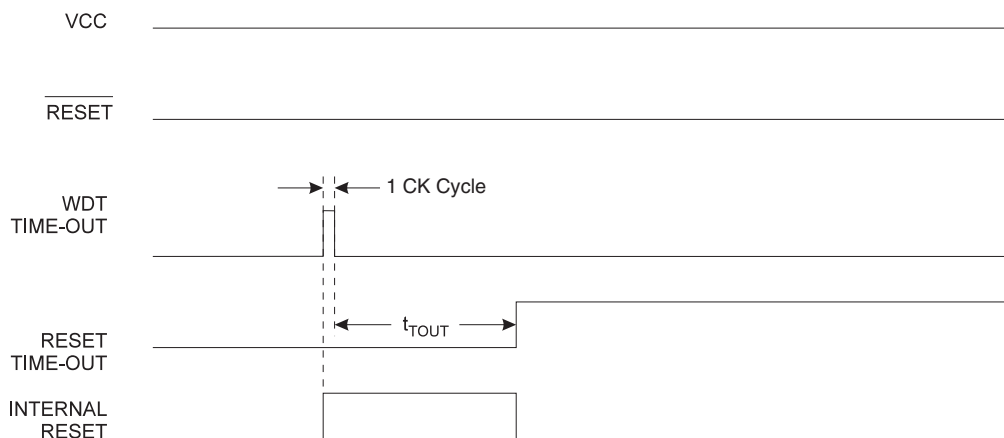 VCC
RESET
1 CK Cycle
WDT
TIME-OUT
tTOUT
RESET
TIME-OUT
INTERNAL
RESET